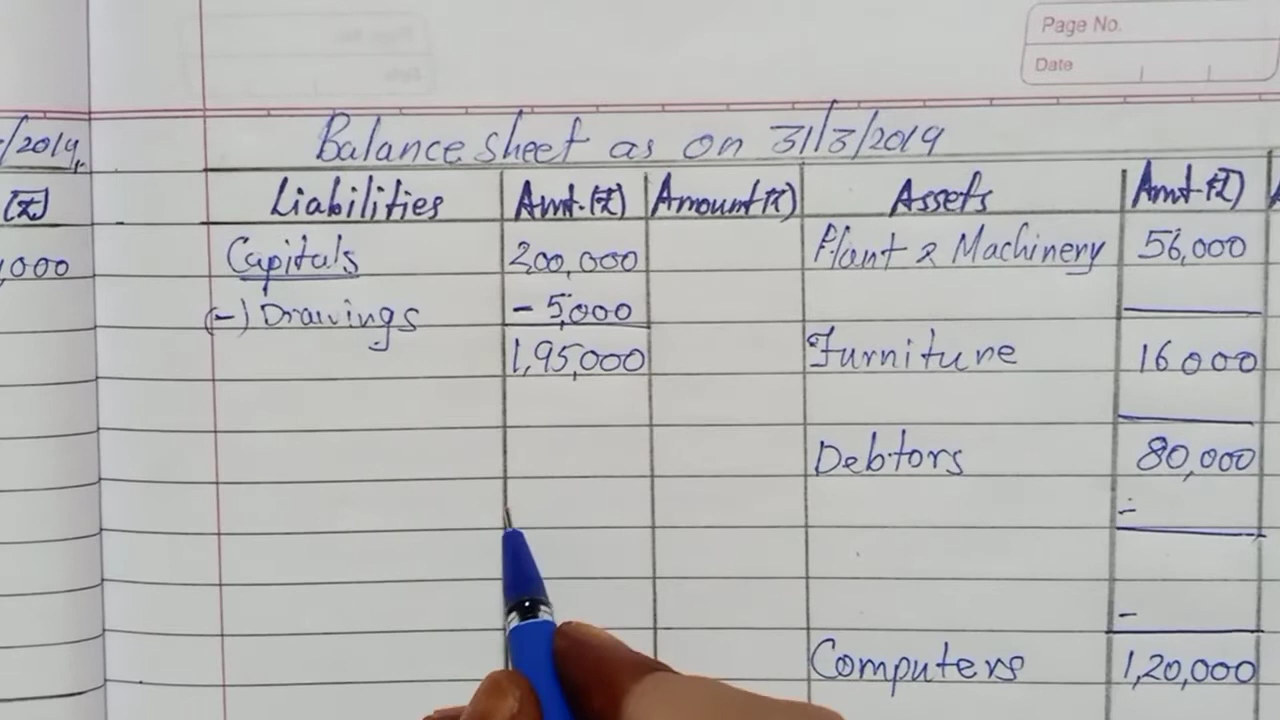 Page No.
Date
/2019
Balance sheet as on 31/3/2019
(₹)
Liabilities Amt.(₹) Amount(₹) Assets Amt.(₹)
,000
Capitals 200,000 Plant & Machinery 56,000
(-) Drawings - 5,000
1,95,000 Furniture 16000
Debtors 80,000
-
-
Computers 1,20,000